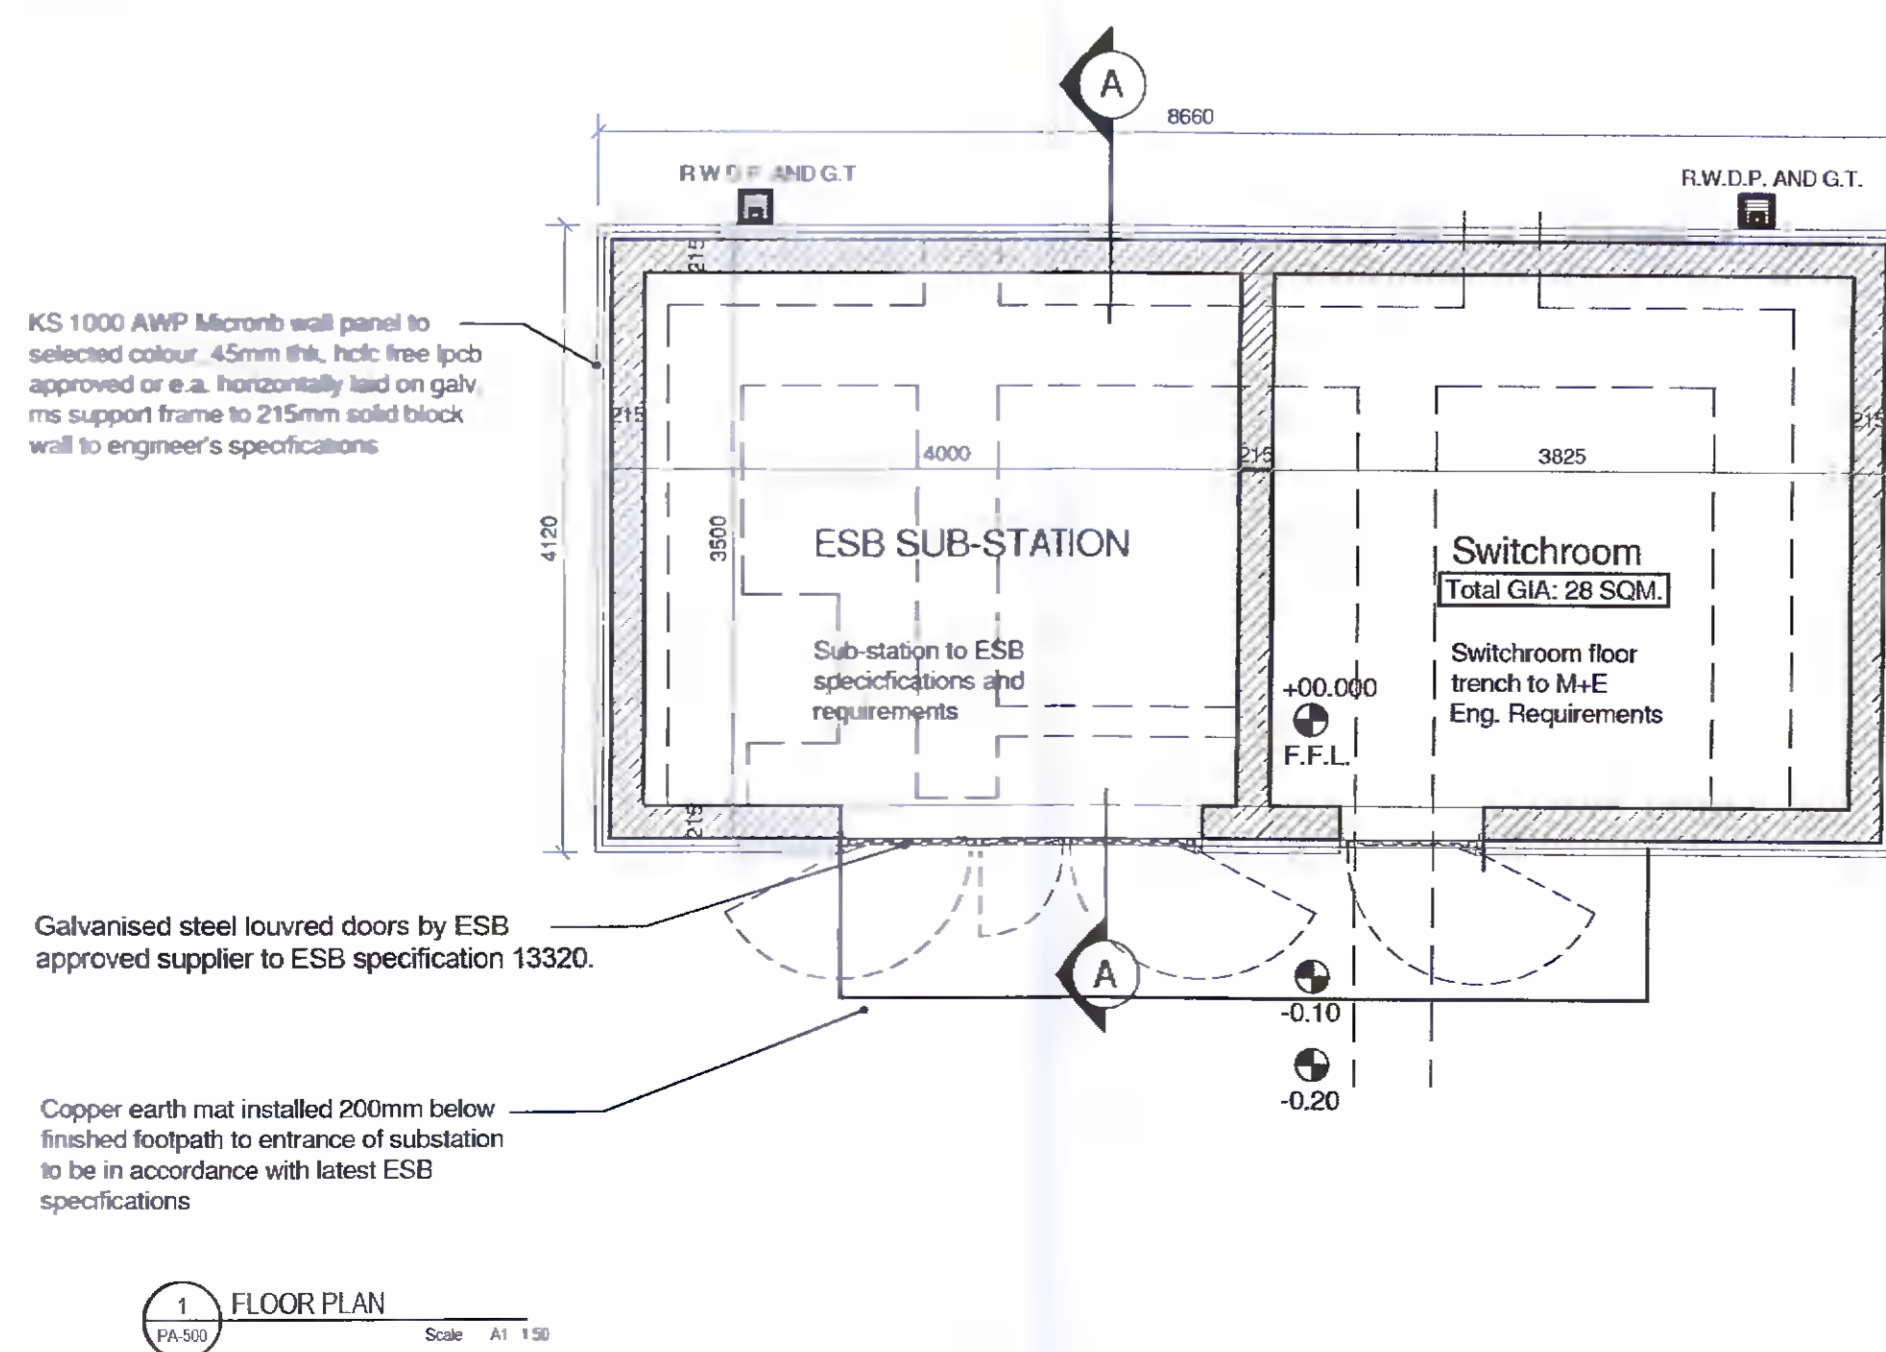 A
8660
R.W.D.P. AND G.T
R.W.D.P. AND G.T.
215
KS 1000 AWP Micronb wall panel to
selected colour, 45mm thk, hcfc free lpcb
approved or e.a. horizontally laid on galv,
ms support frame to 215mm solid block
wall to engineer's specifications
215
215
4000
215
3825
4120
3500
ESB SUB-STATION
Switchroom
Total GIA: 28 SQM.
Sub-station to ESB
specicfications and
requirements
Switchroom floor
trench to M+E
Eng. Requirements
+00.000
F.F.L.
215
Galvanised steel louvred doors by ESB
approved supplier to ESB specification 13320.
A
-0.10
-0.20
Copper earth mat installed 200mm below
finished footpath to entrance of substation
to be in accordance with latest ESB
specifications
1
FLOOR PLAN
PA-500
Scale A1 1:50